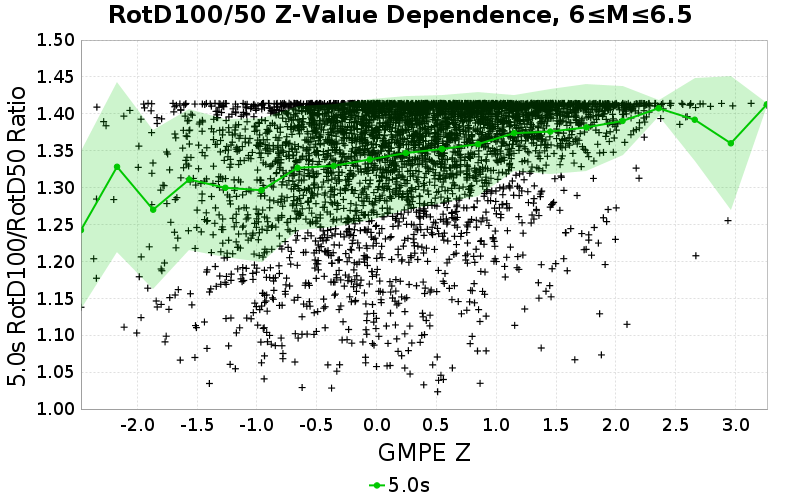 RotD100/50 Z-Value Dependence, 6≤M≤6.5
5.0s RotD100/RotD50 Ratio
1.50
1.45
1.40
1.35
1.30
1.25
1.20
1.15
1.10
1.05
1.00
-2.0 -1.5 -1.0 -0.5 0.0 0.5 1.0 1.5 2.0 2.5 3.0
GMPE Z
5.0s